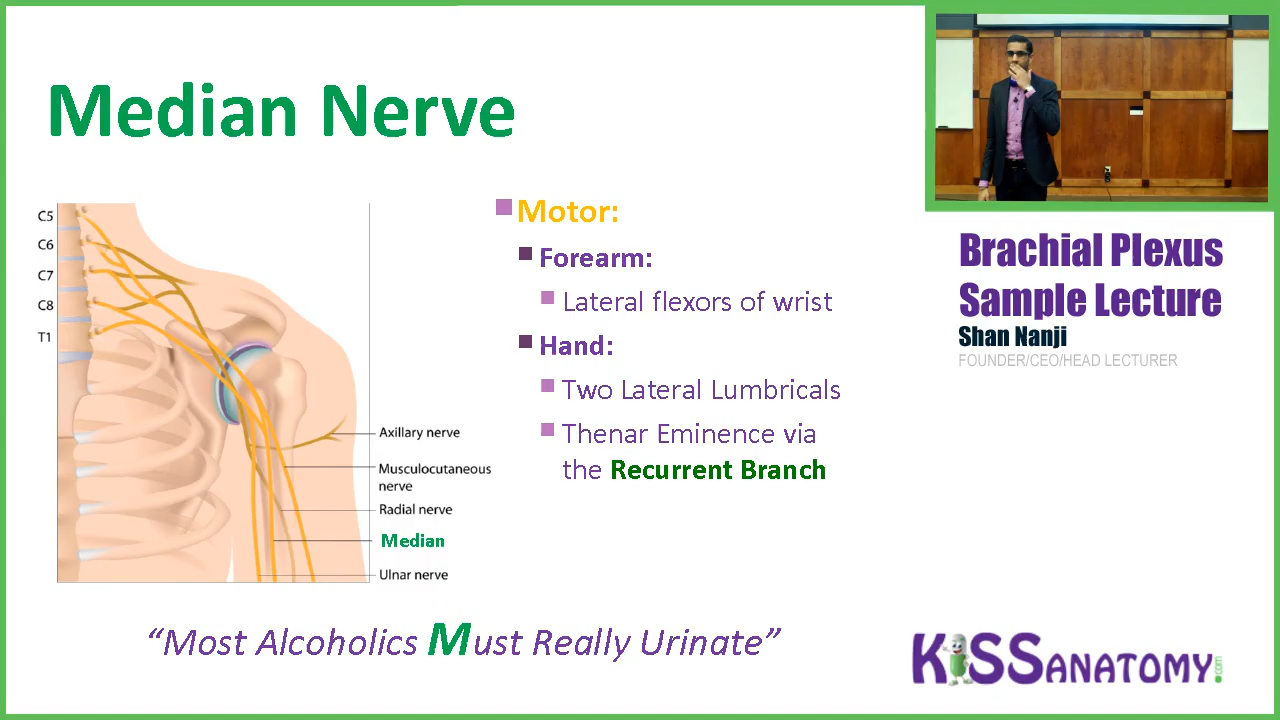 Median Nerve
C5
C6
C7
C8
T1
Axillary nerve
Musculocutaneous
nerve
Radial nerve
Median
Ulnar nerve
Motor:
Forearm:
Lateral flexors of wrist
Hand:
Two Lateral Lumbricals
Thenar Eminence via
the Recurrent Branch
“Most Alcoholics Must Really Urinate”
Brachial Plexus
Sample Lecture
Shan Nanji
FOUNDER/CEO/HEAD LECTURER
KiSSANATOMY.com